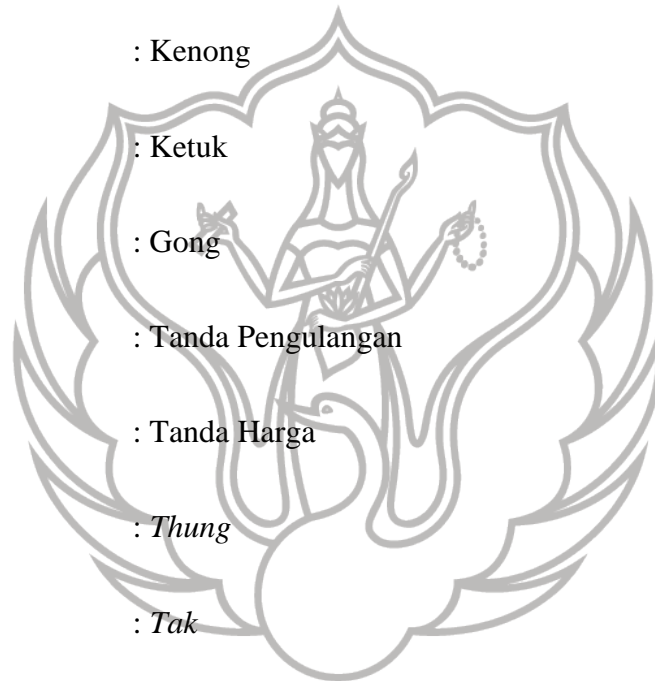 : Kenong
: Ketuk
: Gong
: Tanda Pengulangan
: Tanda Harga
: Thung
: Tak